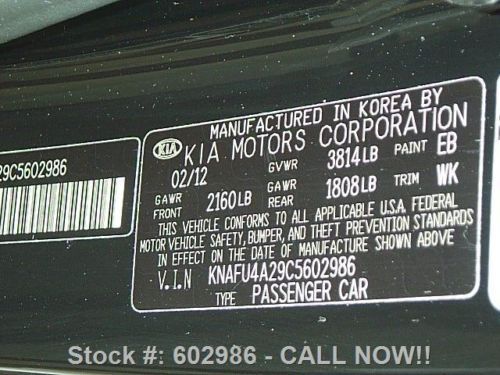 29C5602986
MANUFACTURED IN KOREA BY
KIA KIA MOTORS CORPORATION
02/12 GVWR 3814LB PAINT EB
GAWR FRONT 2160LB GAWR REAR 1808LB TRIM WK
THIS VEHICLE CONFORMS TO ALL APPLICABLE U.S.A. FEDERAL
MOTOR VEHICLE SAFETY, BUMPER, AND THEFT PREVENTION STANDARDS
IN EFFECT ON THE DATE OF MANUFACTURE SHOWN ABOVE.
V.I.N KNAFU4A29C5602986
TYPE PASSENGER CAR
Stock #: 602986 - CALL NOW!!